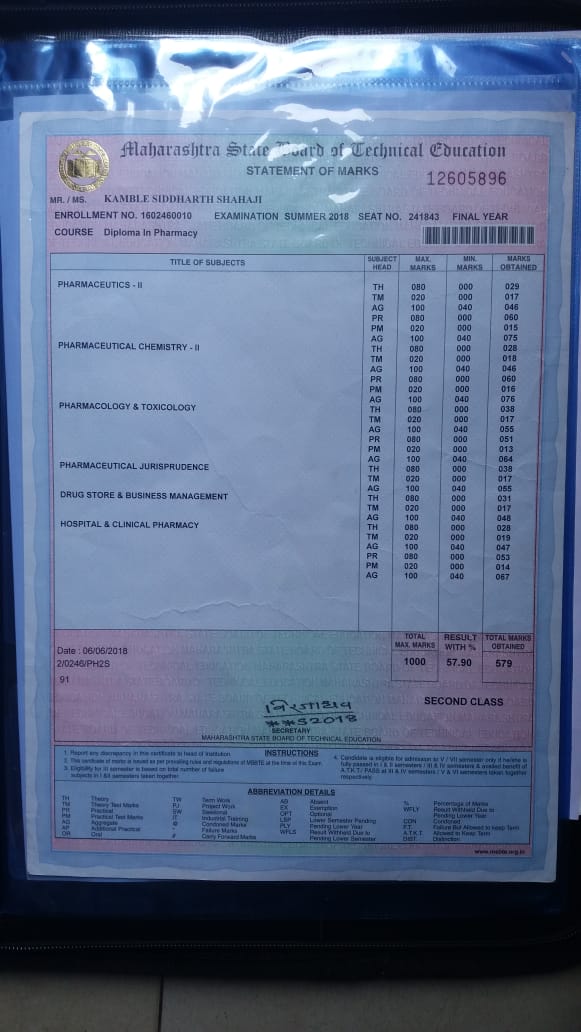 Maharashtra State Board of Technical Education
STATEMENT OF MARKS
12605896
MR. / MS. KAMBLE SIDDHARTH SHAHAJI
ENROLLMENT NO. 1602460010 EXAMINATION SUMMER 2018 SEAT NO. 241843 FINAL YEAR
COURSE Diploma In Pharmacy
TITLE OF SUBJECTS SUBJECT HEAD MAX. MARKS MIN. MARKS MARKS OBTAINED
PHARMACEUTICS - II TH 080 000 029
TM 020 000 017
AG 100 040 046
PR 080 000 060
PM 020 000 015
AG 100 040 075
PHARMACEUTICAL CHEMISTRY - II TH 080 000 028
TM 020 000 018
AG 100 040 046
PR 080 000 060
PM 020 000 016
AG 100 040 076
PHARMACOLOGY & TOXICOLOGY TH 080 000 038
TM 020 000 017
AG 100 040 055
PR 080 000 051
PM 020 000 013
AG 100 040 064
PHARMACEUTICAL JURISPRUDENCE TH 080 000 038
TM 020 000 017
AG 100 040 055
DRUG STORE & BUSINESS MANAGEMENT TH 080 000 031
TM 020 000 017
AG 100 040 048
HOSPITAL & CLINICAL PHARMACY TH 080 000 028
TM 020 000 019
AG 100 040 047
PR 080 000 053
PM 020 000 014
AG 100 040 067
TOTAL MAX. MARKS RESULT WITH % TOTAL MARKS OBTAINED
1000 57.90 579
Date : 06/06/2018
2/0246/PH2S
91
SECOND CLASS
**S2018
SECRETARY
MAHARASHTRA STATE BOARD OF TECHNICAL EDUCATION
INSTRUCTIONS
1. Report any discrepancy in this certificate to head of Institution.
2. This certificate of marks is issued as per prevailing rules and regulations of MSBTE at the time of this Exam.
3. Eligibility for III semester is based on total number of failure
subjects in I &II semesters taken together.
4. Candidate is eligible for admission to V / VII semester only if he/she is
fully passed in I & II semesters / III & IV semesters & availed benefit of
A.T.K.T./ PASS at III & IV semesters / V & VI semesters taken together
respectively.
ABBREVIATION DETAILS
TH Theory TW Term Work AB Absent % Percentage of Marks
TM Theory Test Marks PJ Project Work EX Exemption WFLY Result Withheld Due to
PR Practical SW Sessional OPT Optional Pending Lower Year
PM Practical Test Marks IT Industrial Training LSP Lower Semester Pending CON Condoned
AG Aggregate @ Condoned Marks PLY Pending Lower Year F.T. Failure But Allowed to Keep Term
AP Additional Practical * Failure Marks WFLS Result Withheld Due to A.T.K.T. Allowed to Keep Term
OR Oral # Carry Forward Marks Pending Lower Semester DIST. Distinction
www.msbte.org.in